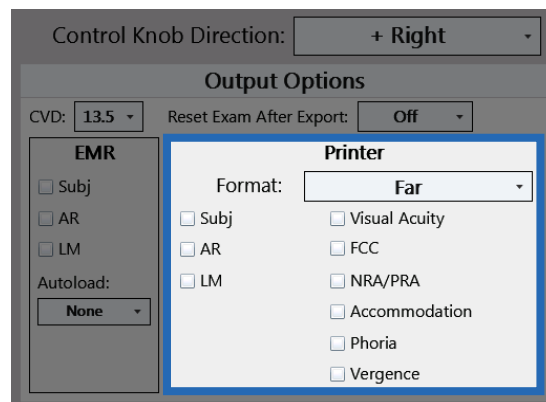 Control Knob Direction: + Right
Output Options
CVD: 13.5 Reset Exam After Export: Off
EMR
Subj
AR
LM
Autoload:
None
Printer
Format: Far
Subj
AR
LM
Visual Acuity
FCC
NRA/PRA
Accommodation
Phoria
Vergence